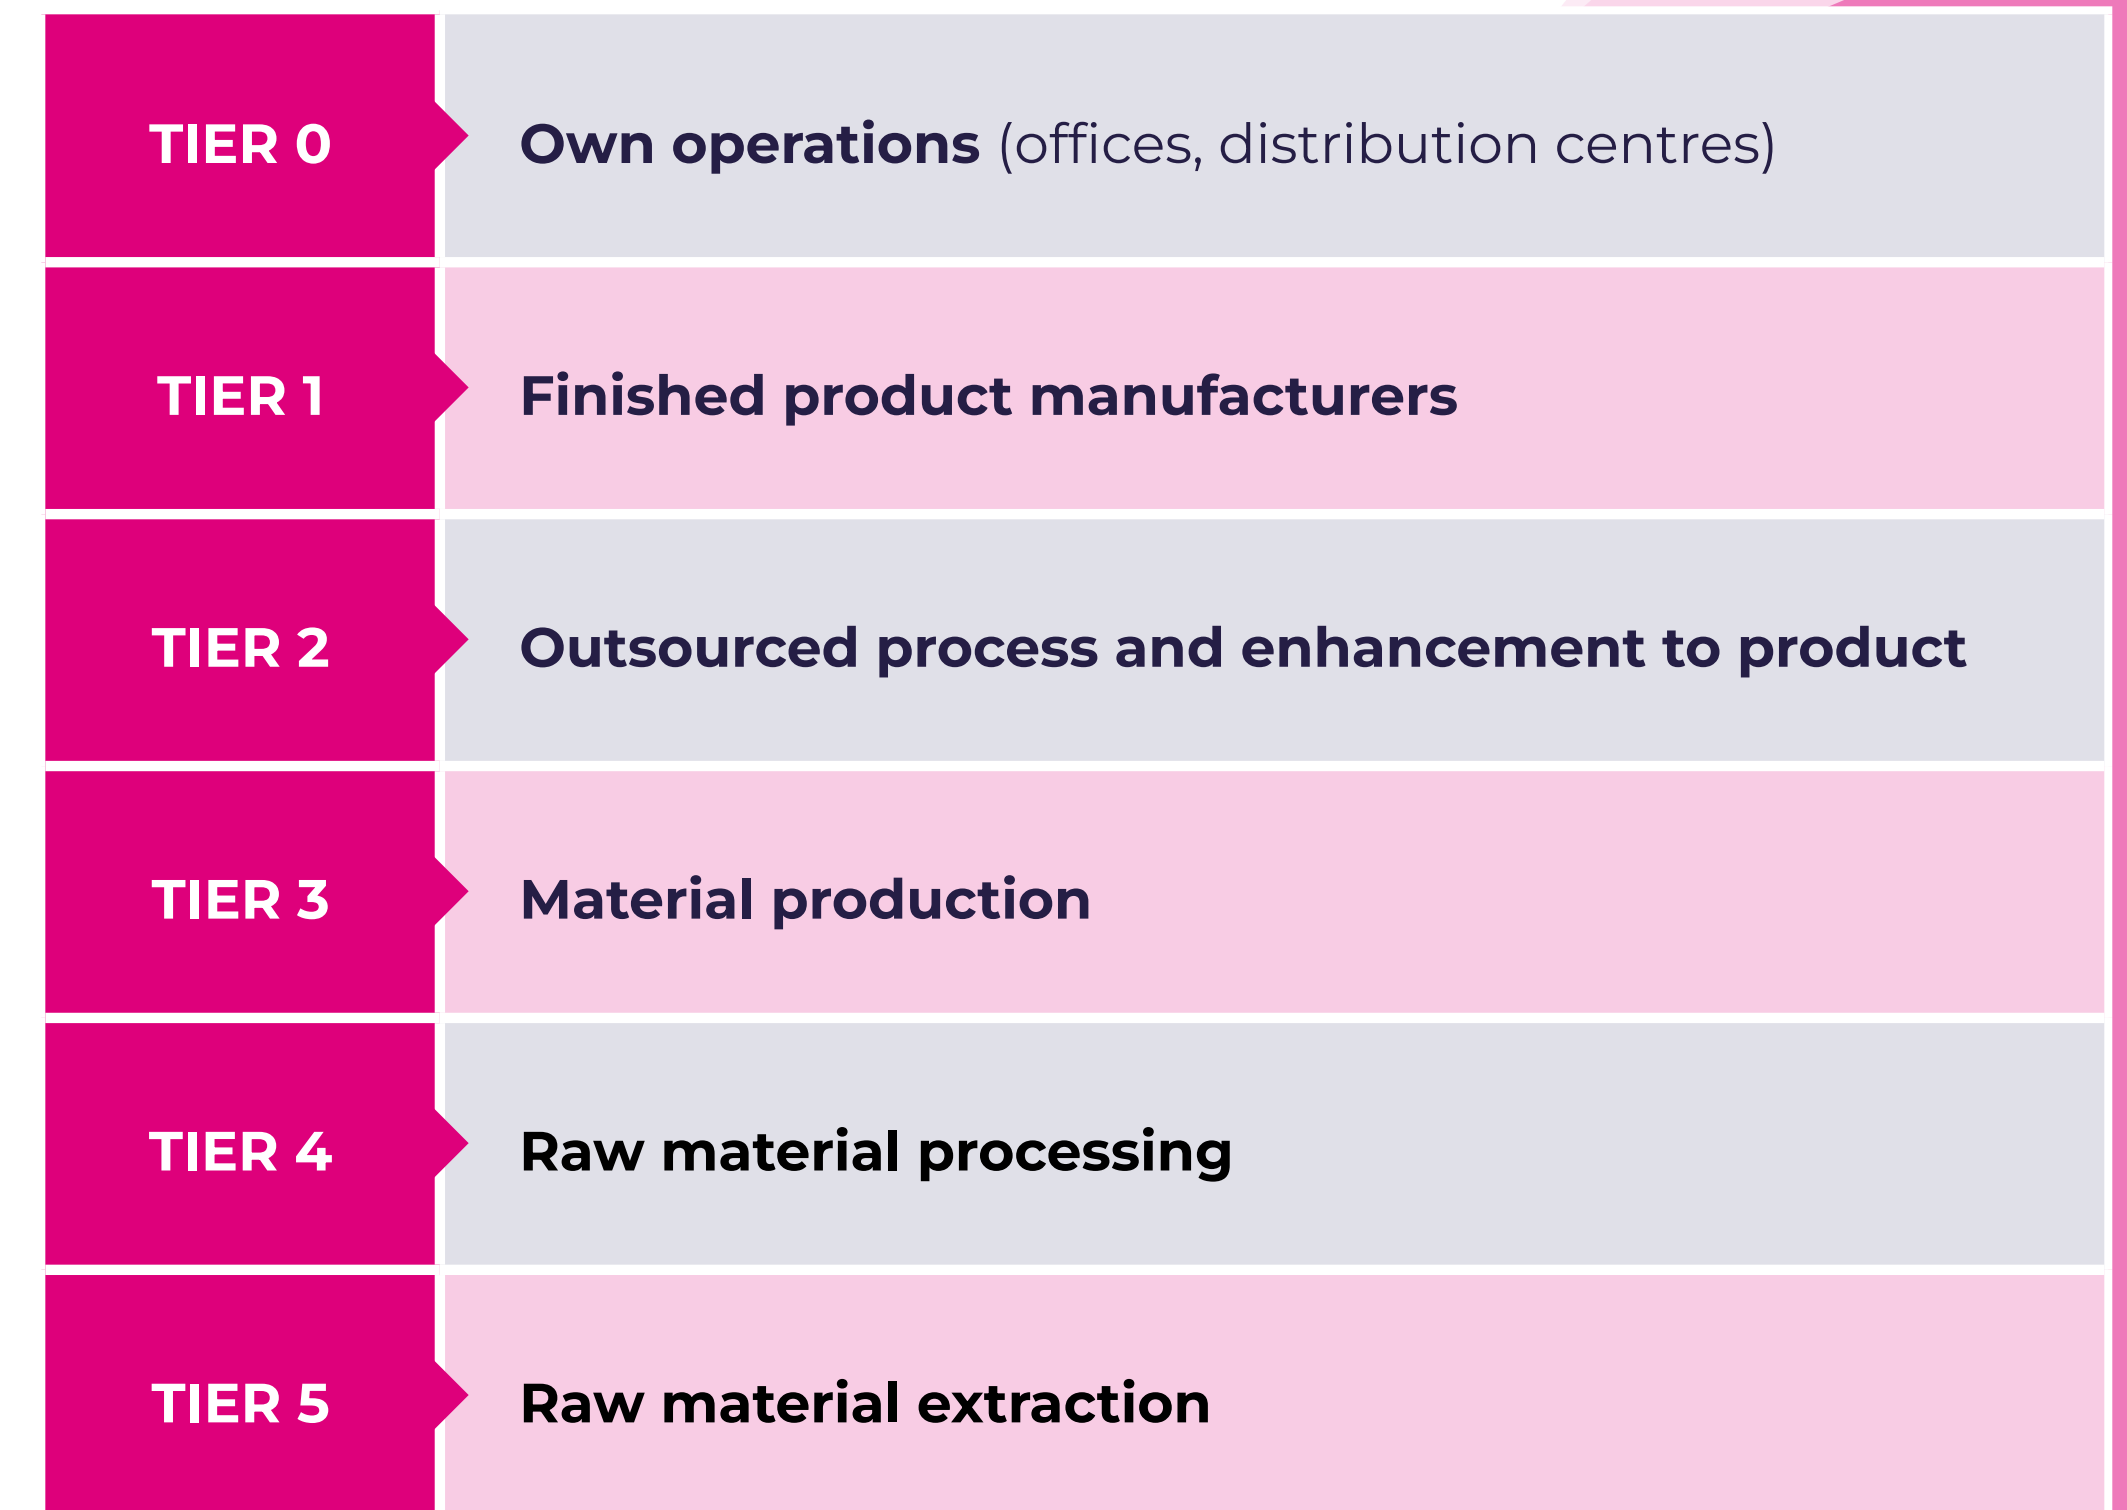 TIER 0
Own operations (offices, distribution centres)
TIER 1
Finished product manufacturers
TIER 2
Outsourced process and enhancement to product
TIER 3
Material production
TIER 4
Raw material processing
TIER 5
Raw material extraction